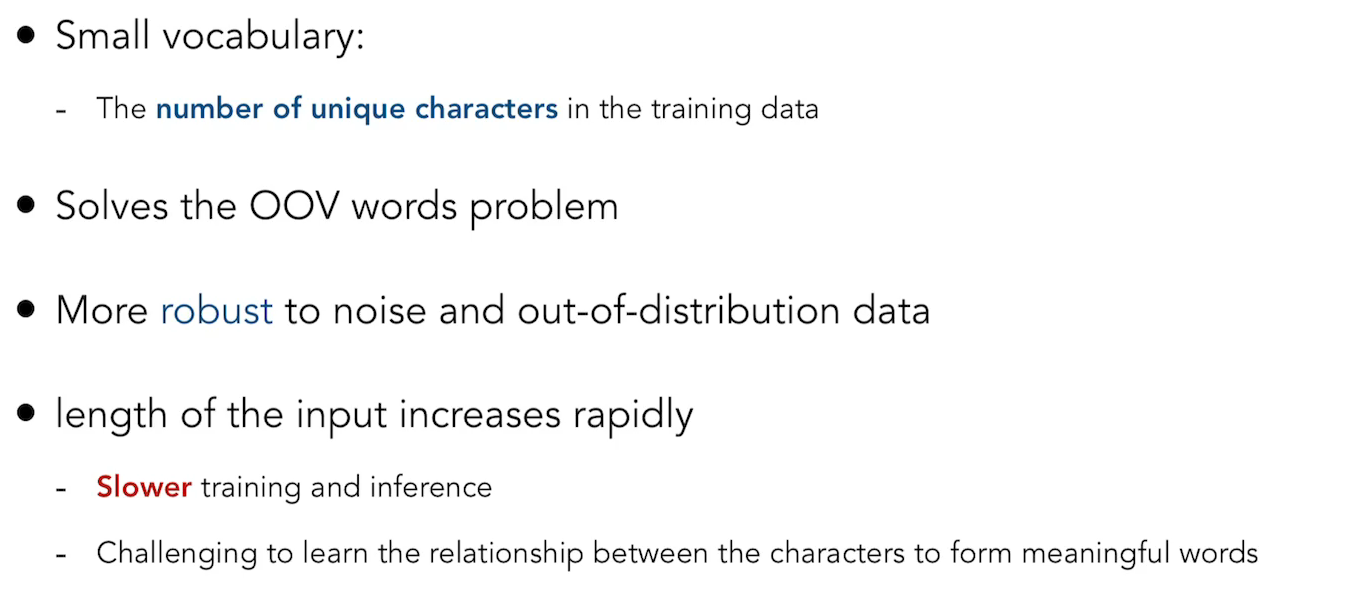 • Small vocabulary:
- The number of unique characters in the training data
• Solves the OOV words problem
• More robust to noise and out-of-distribution data
• length of the input increases rapidly
- Slower training and inference
- Challenging to learn the relationship between the characters to form meaningful words